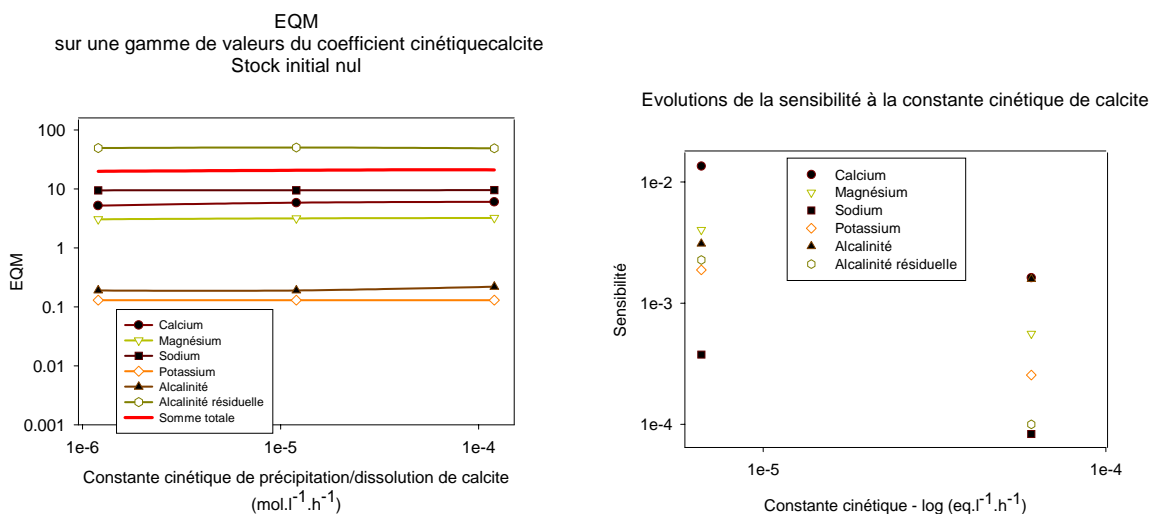 EQM
sur une gamme de valeurs du coefficient cinétiquecalcite
Stock initial nul
EQM
100
10
1
0.1
0.01
0.001
Calcium
Magnésium
Sodium
Potassium
Alcalinité
Alcalinité résiduelle
Somme totale
1e-6
1e-5
1e-4
Constante cinétique de précipitation/dissolution de calcite
(mol.l-1.h-1)
Evolutions de la sensibilité à la constante cinétique de calcite
Sensibilité
1e-2
1e-3
1e-4
Calcium
Magnésium
Sodium
Potassium
Alcalinité
Alcalinité résiduelle
1e-5
1e-4
Constante cinétique - log (eq.l-1.h-1)